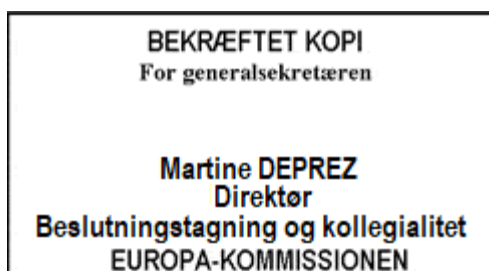 BEKRÆFTET KOPI
For generalsekretæren
Martine DEPREZ
Direktør
Beslutningstagning og kollegialitet
EUROPA-KOMMISSIONEN